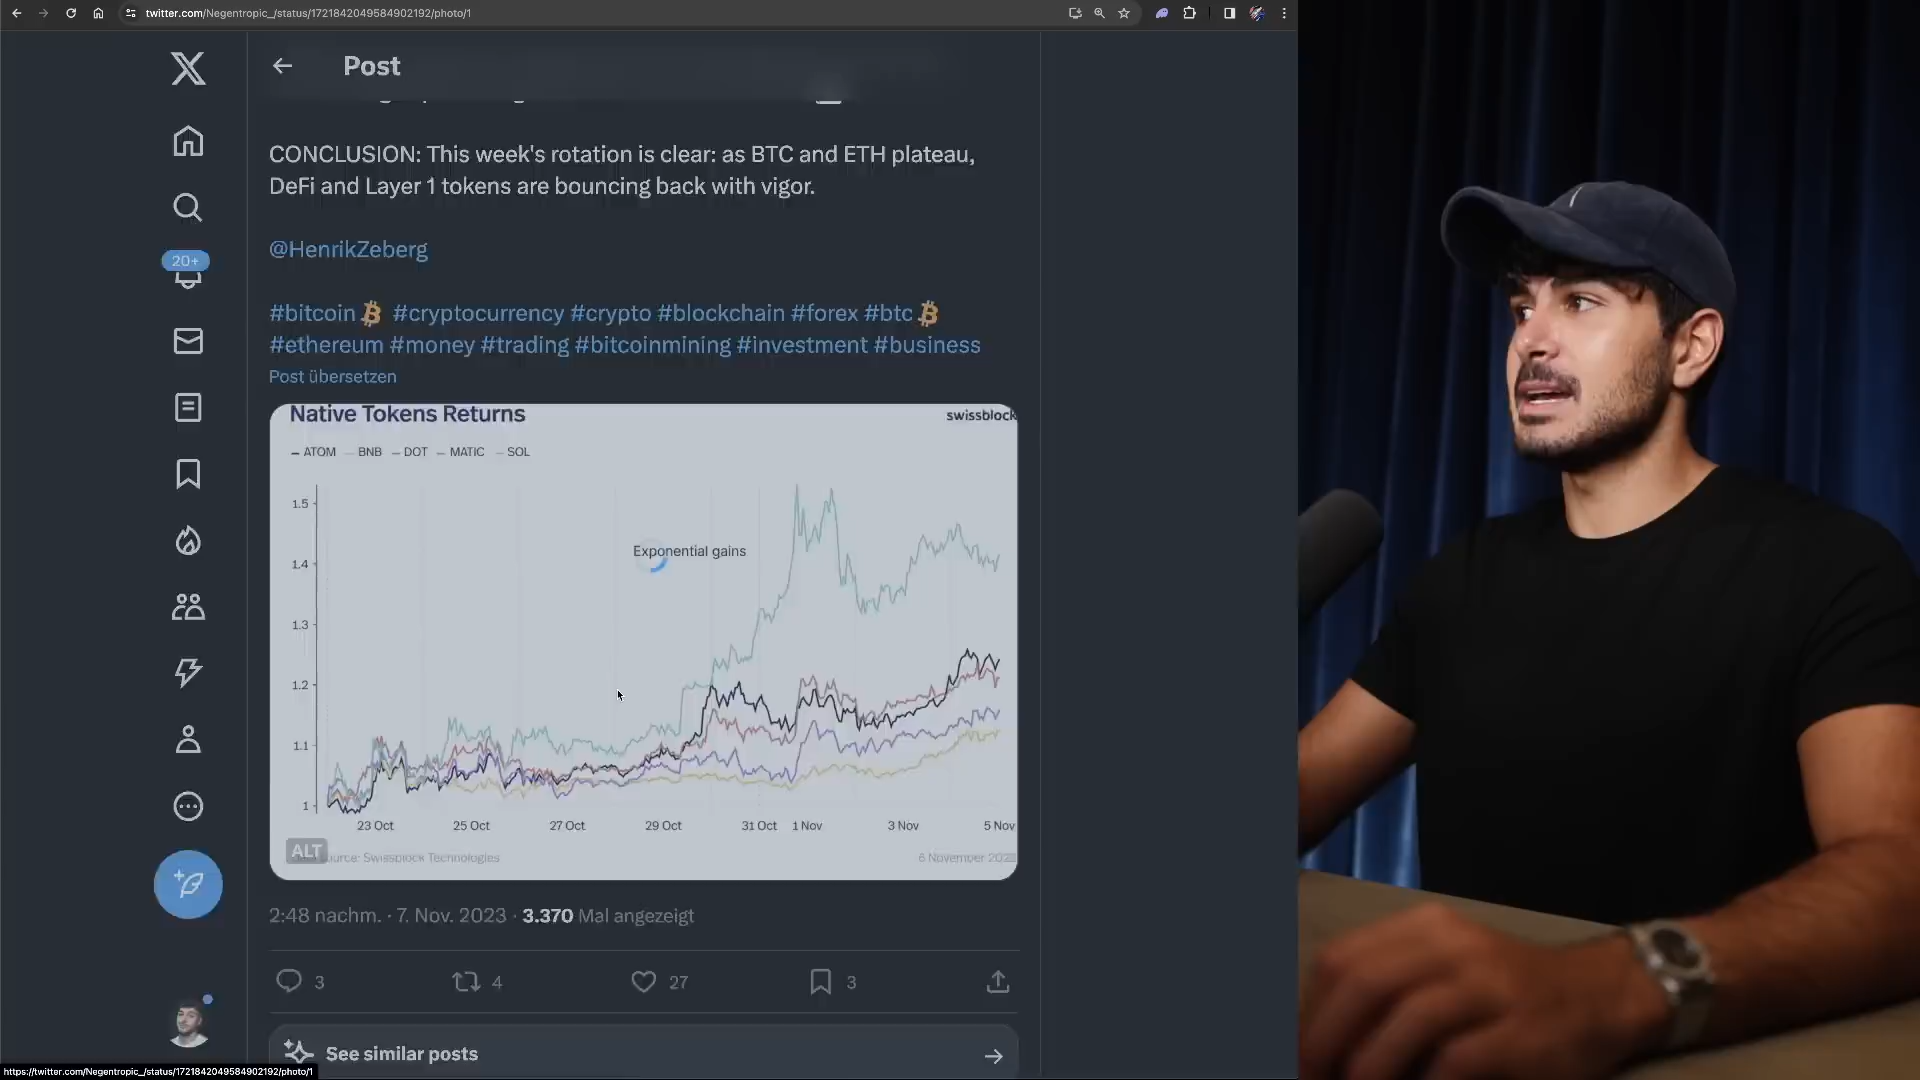 twitter.com/Negentropic_/status/1721842049584902192/photo/1
Post
CONCLUSION: This week's rotation is clear: as BTC and ETH plateau,
DeFi and Layer 1 tokens are bouncing back with vigor.
@HenrikZeberg
20+
#bitcoin #cryptocurrency #crypto #blockchain #forex #btc
#ethereum #money #trading #bitcoinmining #investment #business
Post übersetzen
Native Tokens Returns
swissblock
ATOM BNB DOT MATIC SOL
1.5
Exponential gains
1.4
1.3
1.2
1.1
1
23 Oct 25 Oct 27 Oct 29 Oct 31 Oct 1 Nov 3 Nov 5 Nov
ALT
Swissblock Technologies
6 November
2:48 nachm. · 7. Nov. 2023 · 3.370 Mal angezeigt
3 4 27 3
See similar posts
https://twitter.com/Negentropic_/status/1721842049584902192/photo/1